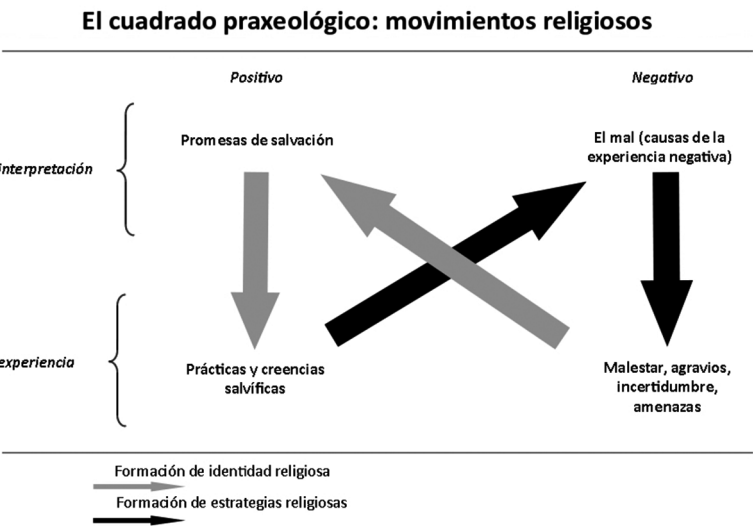 El cuadrado praxeológico: movimientos religiosos
Positivo
Negativo
Promesas de salvación
El mal (causas de la
experiencia negativa)
interpretación
experiencia
Prácticas y creencias
salvíficas
Malestar, agravios,
incertidumbre,
amenazas
Formación de identidad religiosa
Formación de estrategias religiosas